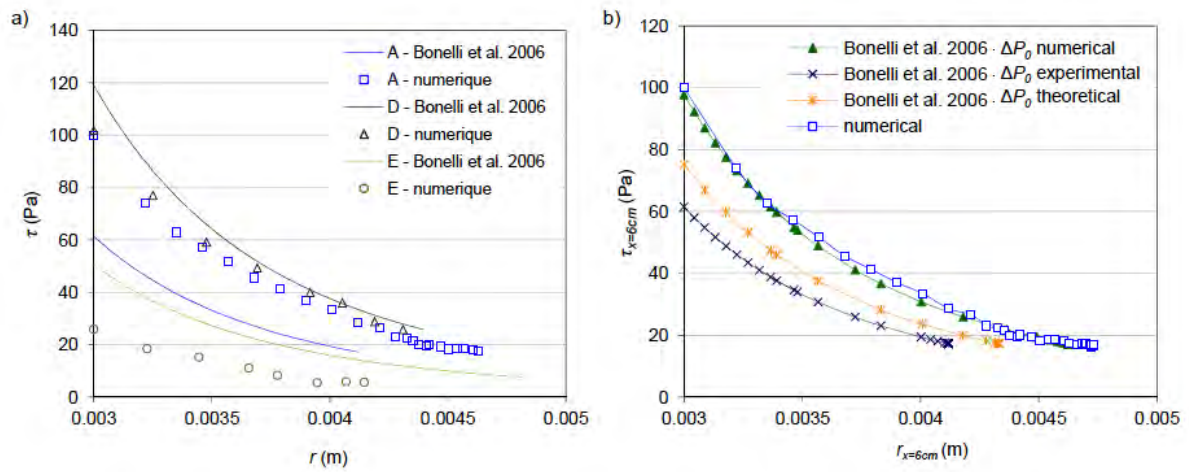 a)
140
120
100
80
60
40
20
0
τ (Pa)
A - Bonelli et al. 2006
A - numerique
D - Bonelli et al. 2006
D - numerique
E - Bonelli et al. 2006
E - numerique
0.003
0.0035
0.004
0.0045
0.005
r (m)
b)
120
100
80
60
40
20
0
τx=6cm (Pa)
Bonelli et al. 2006 · ΔP0 numerical
Bonelli et al. 2006 · ΔP0 experimental
Bonelli et al. 2006 · ΔP0 theoretical
numerical
0.003
0.0035
0.004
0.0045
0.005
rx=6cm (m)